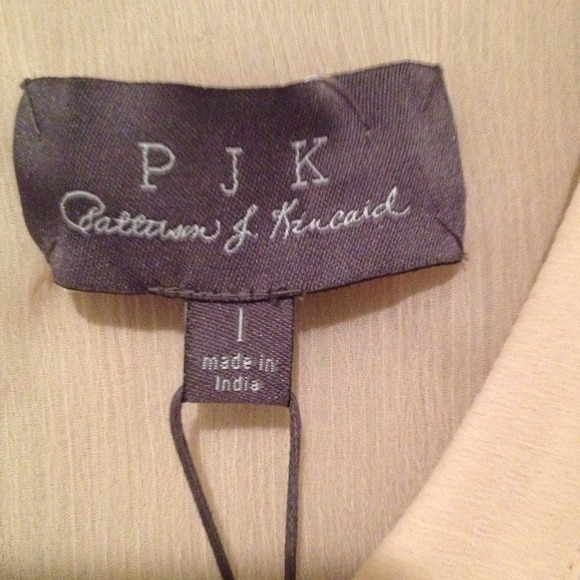 P J K
Patterson J. Kincaid
1
made in
India